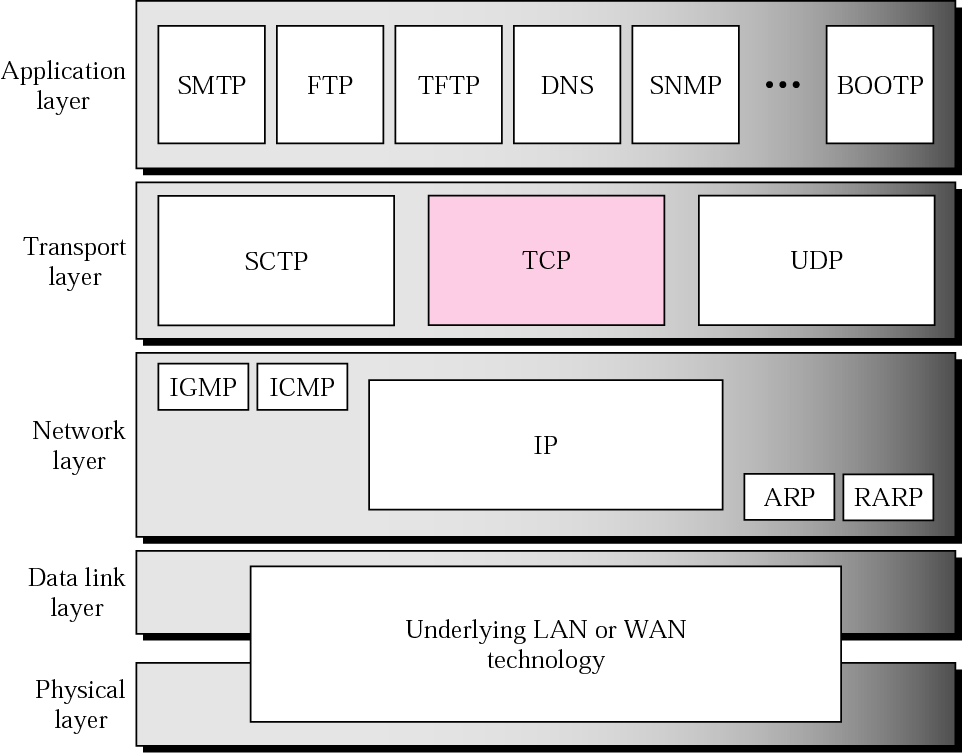 Application
layer
SMTP FTP TFTP DNS SNMP ••• BOOTP
Transport
layer
SCTP TCP UDP
Network
layer
IGMP ICMP
IP
ARP RARP
Data link
layer
Underlying LAN or WAN
technology
Physical
layer